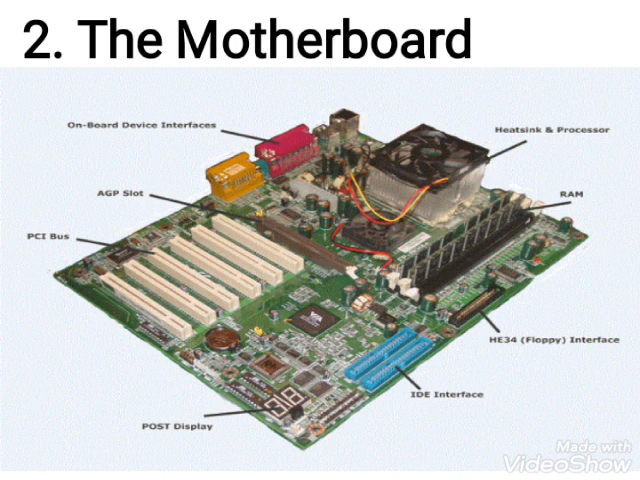 2. The Motherboard
On-Board Device Interfaces
Heatsink & Processor
AGP Slot
RAM
PCI Bus
HE34 (Floppy) Interface
IDE Interface
POST Display
Made with
VideoShow